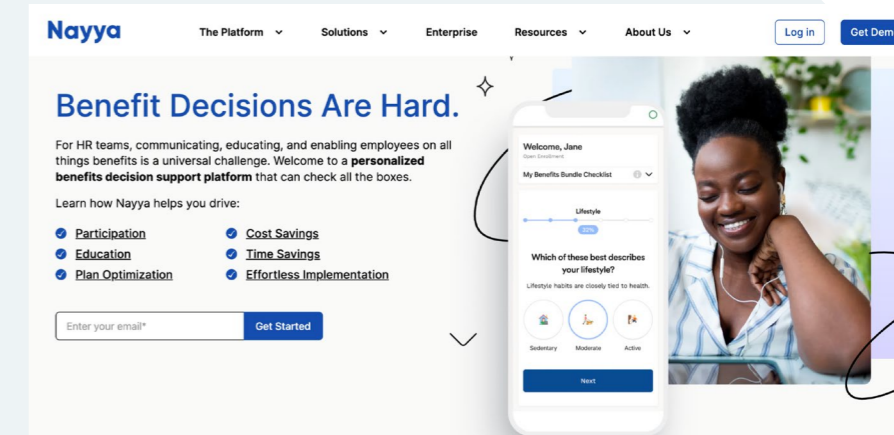 Nayya
The Platform
Solutions
Enterprise
Resources
About Us
Log in
Get Dem
Benefit Decisions Are Hard.
For HR teams, communicating, educating, and enabling employees on all
things benefits is a universal challenge. Welcome to a personalized
benefits decision support platform that can check all the boxes.
Learn how Nayya helps you drive:
Participation
Cost Savings
Education
Time Savings
Plan Optimization
Effortless Implementation
Enter your email*
Get Started
Welcome, Jane
Open Enrollment
My Benefits Bundle Checklist
Lifestyle
32%
Which of these best describes
your lifestyle?
Lifestyle habits are closely tied to health.
Sedentary
Moderate
Active
Next